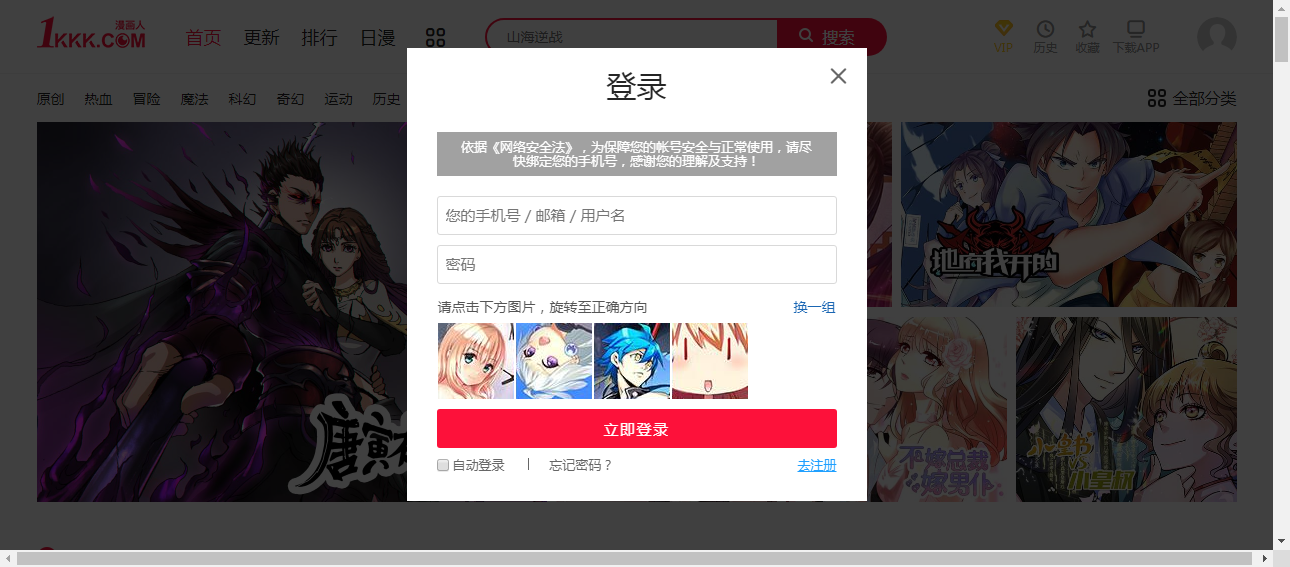 漫画人
1KKK.COM
首页
更新
排行
日漫
山海逆战
搜索
VIP
历史
收藏
下载APP
原创
热血
冒险
魔法
科幻
奇幻
运动
历史
全部分类
登录
依据《网络安全法》，为保障您的帐号安全与正常使用，请尽
快绑定您的手机号，感谢您的理解及支持！
您的手机号 / 邮箱 / 用户名
密码
请点击下方图片，旋转至正确方向
换一组
立即登录
自动登录
忘记密码？
去注册
地府我开的
唐寅
不嫁总裁
嫁男仆